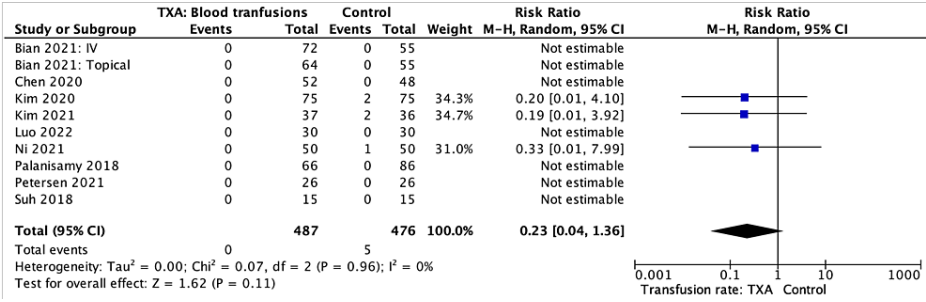 TXA: Blood tranfusions Control Risk Ratio Risk Ratio
Study or Subgroup Events Total Events Total Weight M-H, Random, 95% CI M-H, Random, 95% CI
Bian 2021: IV 0 72 0 55 Not estimable
Bian 2021: Topical 0 64 0 55 Not estimable
Chen 2020 0 52 0 48 Not estimable
Kim 2020 0 75 2 75 34.3% 0.20 [0.01, 4.10]
Kim 2021 0 37 2 36 34.7% 0.19 [0.01, 3.92]
Luo 2022 0 30 0 30 Not estimable
Ni 2021 0 50 1 50 31.0% 0.33 [0.01, 7.99]
Palanisamy 2018 0 66 0 86 Not estimable
Petersen 2021 0 26 0 26 Not estimable
Suh 2018 0 15 0 15 Not estimable
Total (95% CI) 487 476 100.0% 0.23 [0.04, 1.36]
Total events 0 5
Heterogeneity: Tau² = 0.00; Chi² = 0.07, df = 2 (P = 0.96); I² = 0%
Test for overall effect: Z = 1.62 (P = 0.11)
0.001 0.1 1 10 1000
Transfusion rate: TXA Control